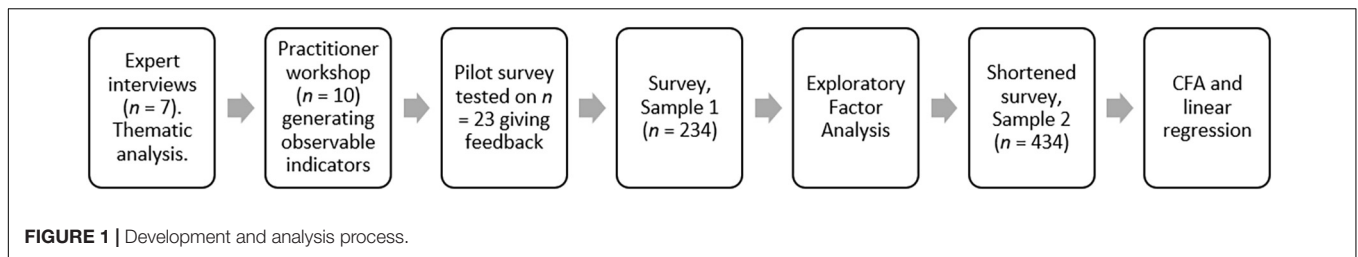 Expert
interviews
(n = 7).
Thematic
analysis.
Practitioner
workshop
(n = 10)
generating
observable
indicators
Pilot survey
tested on n
= 23 giving
feedback
Survey,
Sample 1
(n = 234)
Exploratory
Factor
Analysis
Shortened
survey,
Sample 2
(n = 434)
CFA and
linear
regression
FIGURE 1 | Development and analysis process.